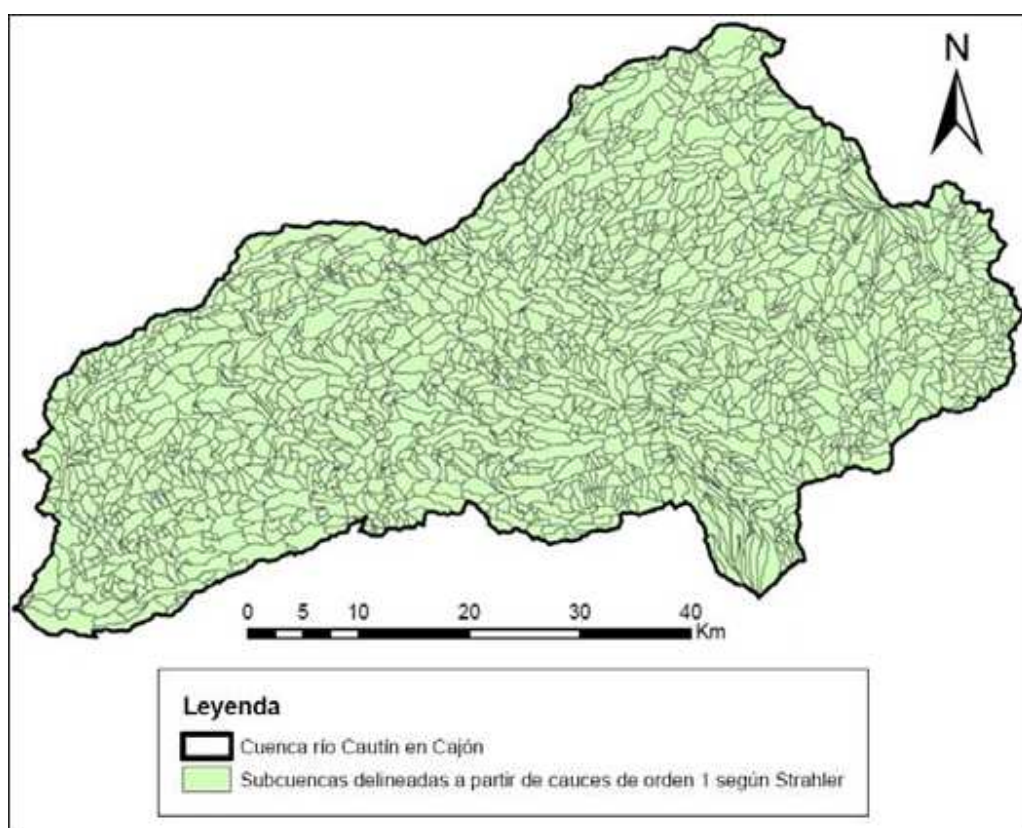 N
0 5 10 20 30 40
Km
Leyenda
Cuenca río Cautín en Cajón
Subcuencas delineadas a partir de cauces de orden 1 según Strahler